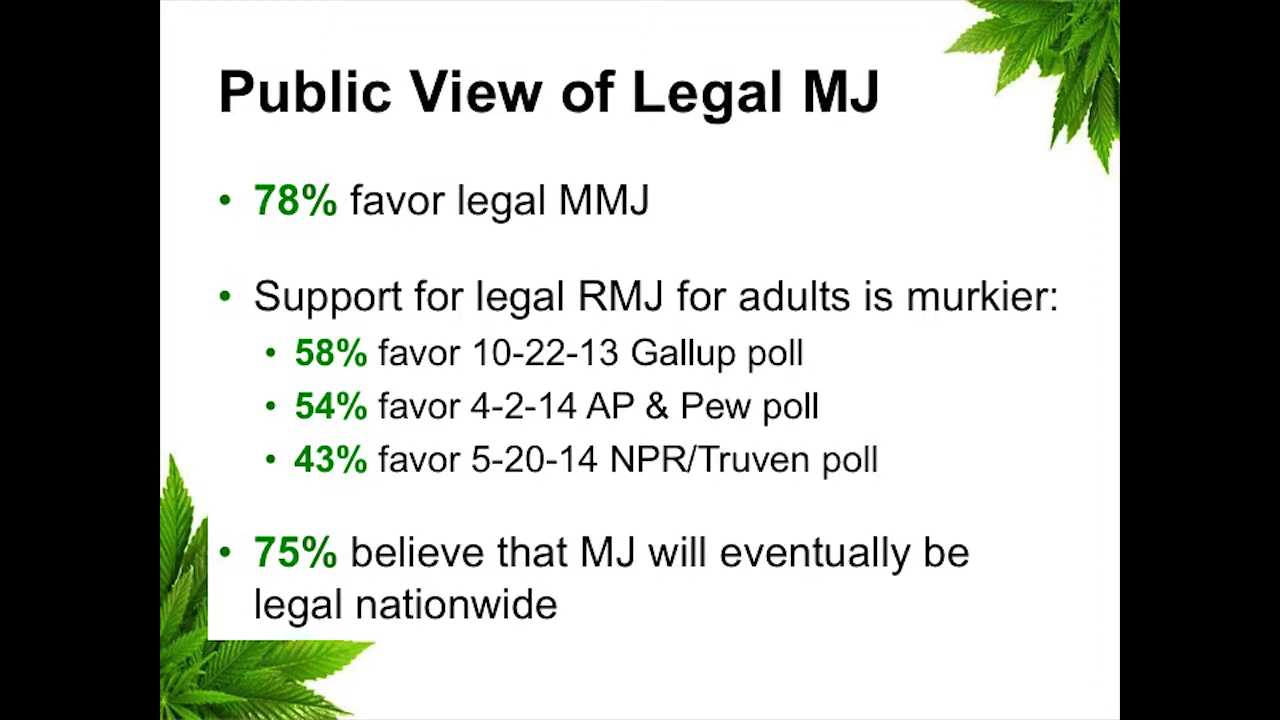 Public View of Legal MJ
• 78% favor legal MMJ
• Support for legal RMJ for adults is murkier:
• 58% favor 10-22-13 Gallup poll
• 54% favor 4-2-14 AP & Pew poll
• 43% favor 5-20-14 NPR/Truven poll
• 75% believe that MJ will eventually be
legal nationwide